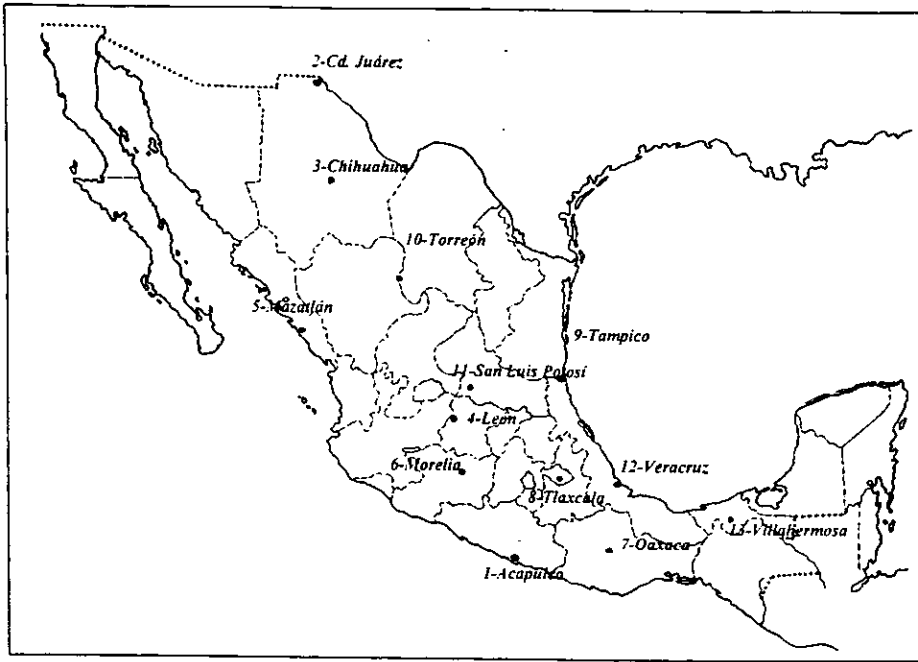 2-Cd. Juárez
3-Chihuahua
10-Torreón
5-Mazatlán
9-Tampico
11-San Luis Potosí
4-León
6-Morelia
12-Veracruz
8-Tlaxcala
13-Villahermosa
7-Oaxaca
1-Acapulco